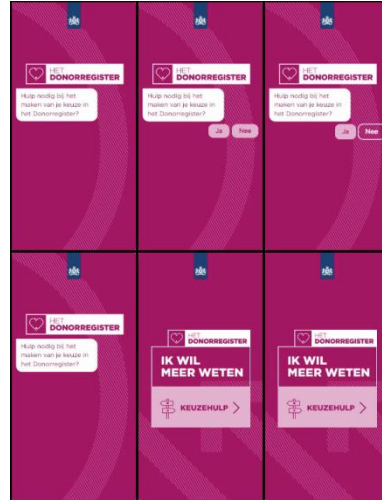 HET
DONORREGISTER
Hulp nodig bij het
maken van je keuze in
het Donorregister?
HET
DONORREGISTER
Hulp nodig bij het
maken van je keuze in
het Donorregister?
Ja Nee
HET
DONORREGISTER
Hulp nodig bij het
maken van je keuze in
het Donorregister?
Ja Nee
HET
DONORREGISTER
Hulp nodig bij het
maken van je keuze in
het Donorregister?
HET
DONORREGISTER
IK WIL
MEER WETEN
KEUZEHULP >
HET
DONORREGISTER
IK WIL
MEER WETEN
KEUZEHULP >